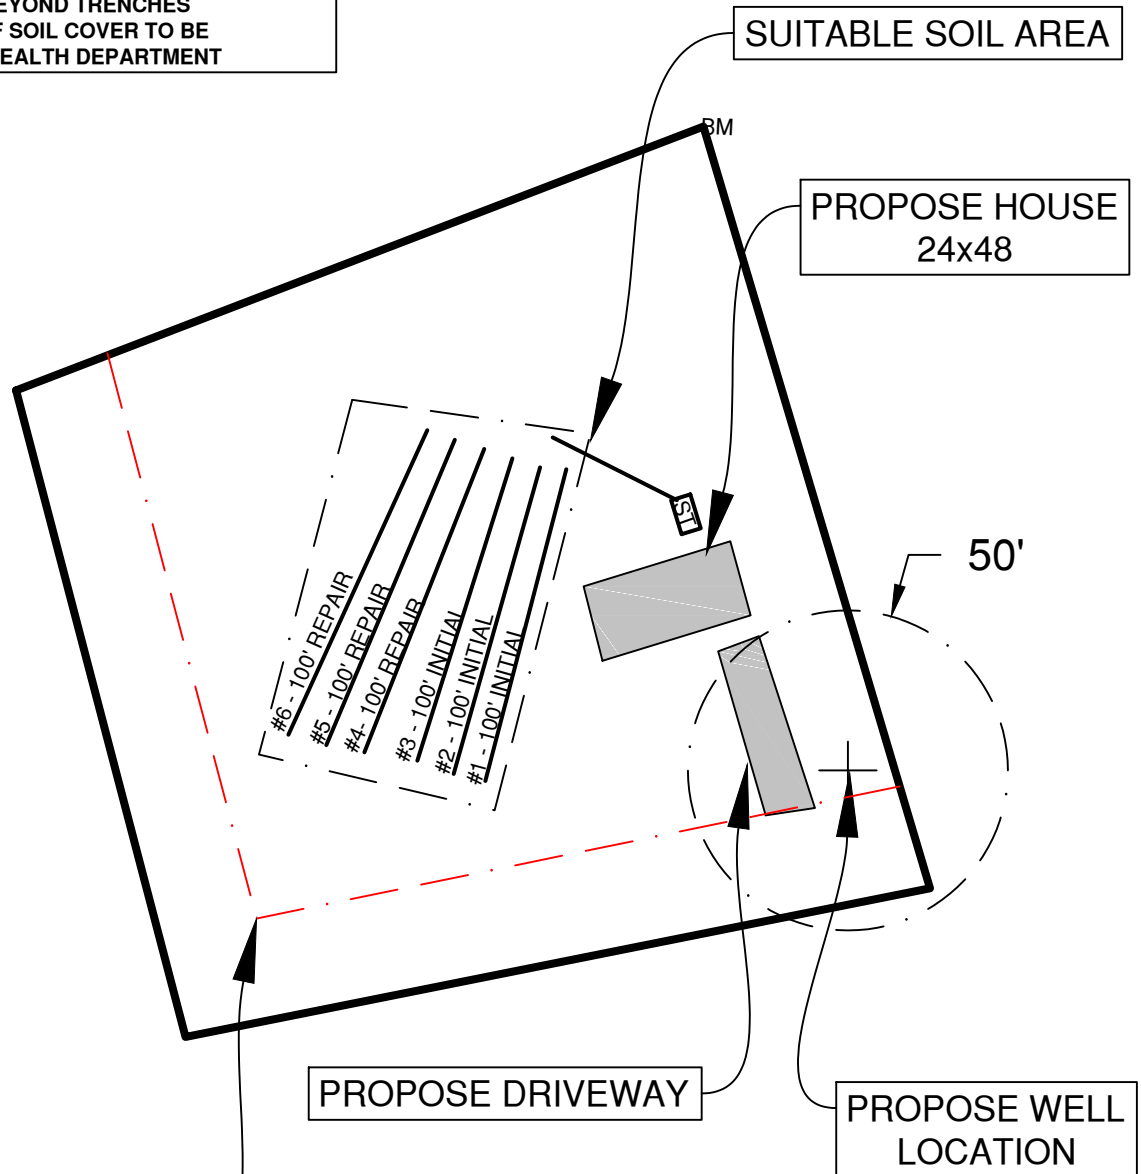 BEYOND TRENCHES
F SOIL COVER TO BE
EALTH DEPARTMENT
SUITABLE SOIL AREA
BM
PROPOSE HOUSE
24x48
ST
50'
#6 - 100' REPAIR
#5 - 100' REPAIR
#4- 100' REPAIR
#3 - 100' INITIAL
#2 - 100' INITIAL
#1 - 100' INITIAL
PROPOSE DRIVEWAY
PROPOSE WELL
LOCATION